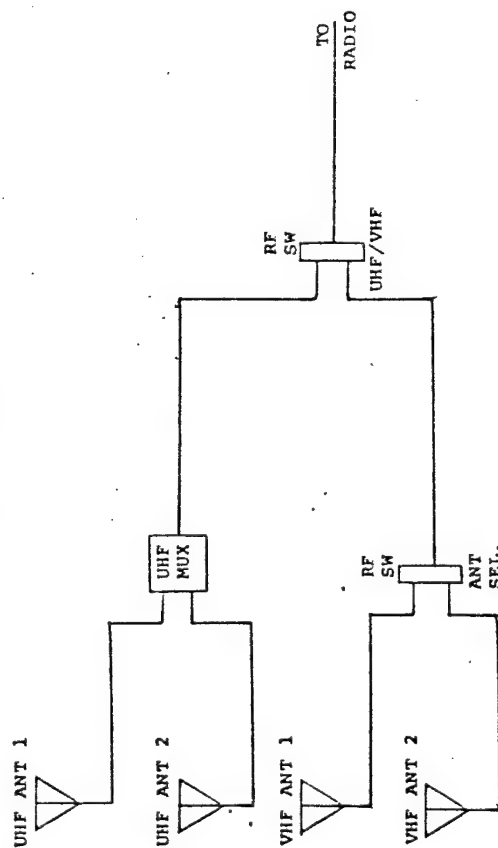 UHF ANT 1
UHF ANT 2
VHF ANT 1
VHF ANT 2
UHF
MUX
RF
SW
ANT
SEL.
RF
SW
UHF/VHF
TO
RADIO